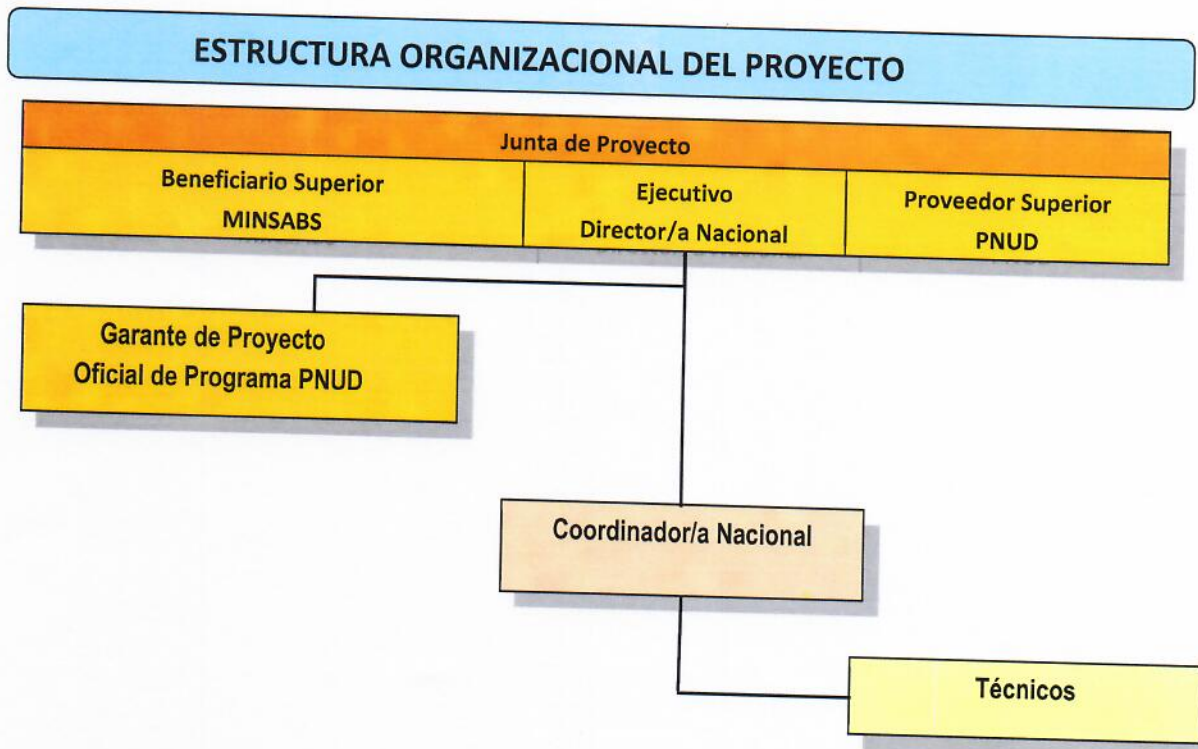 ESTRUCTURA ORGANIZACIONAL DEL PROYECTO
Junta de Proyecto
Beneficiario Superior
MINSABS
Ejecutivo
Director/a Nacional
Proveedor Superior
PNUD
Garante de Proyecto
Oficial de Programa PNUD
Coordinador/a Nacional
Técnicos